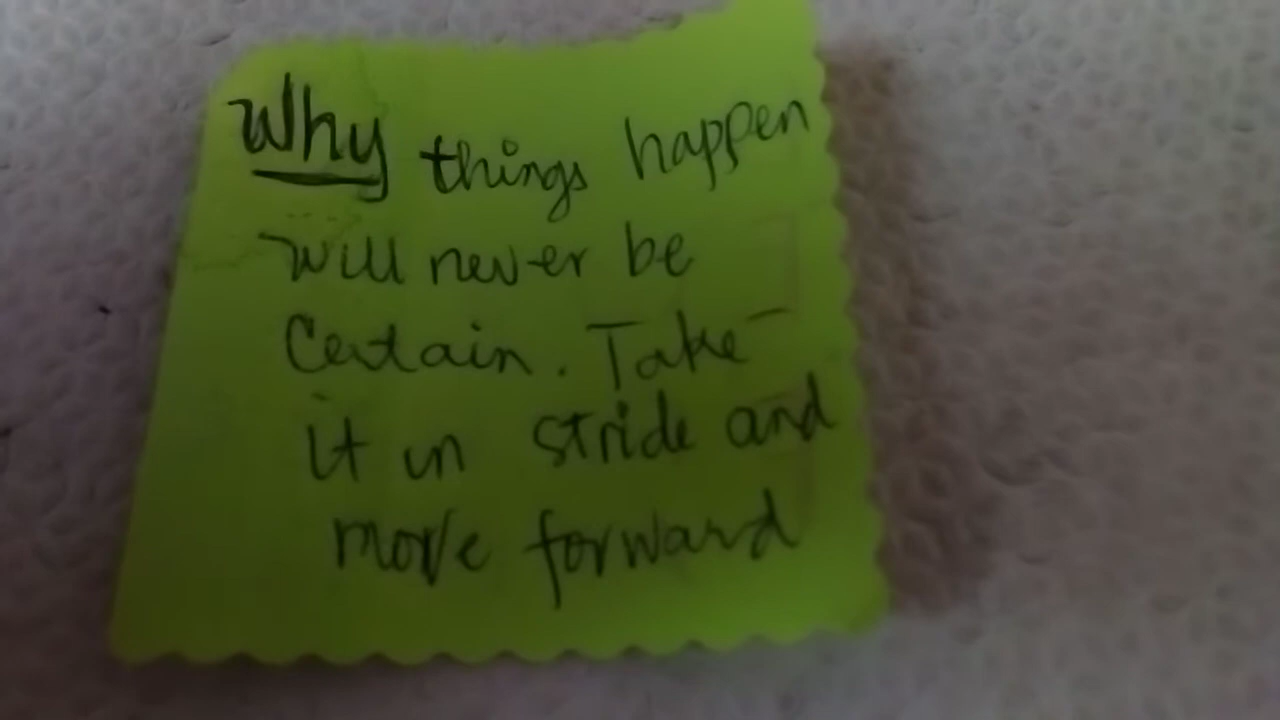 Why things happen
will never be
Certain. Take
it in stride and
move forward